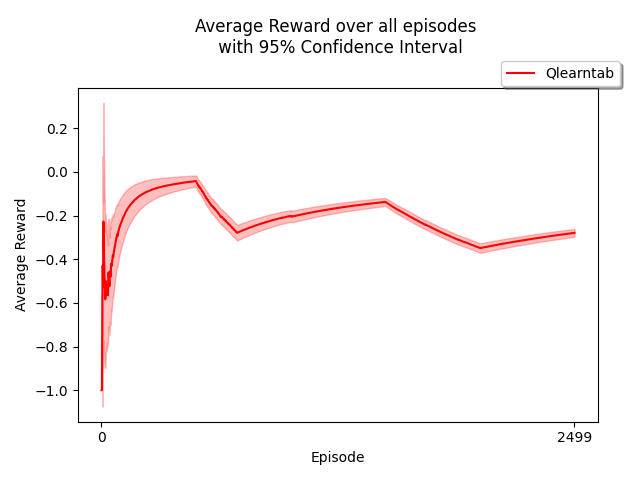 Average Reward over all episodes
with 95% Confidence Interval
Qlearntab
0.2
0.0
−0.2
−0.4
−0.6
−0.8
−1.0
Average Reward
0
2499
Episode